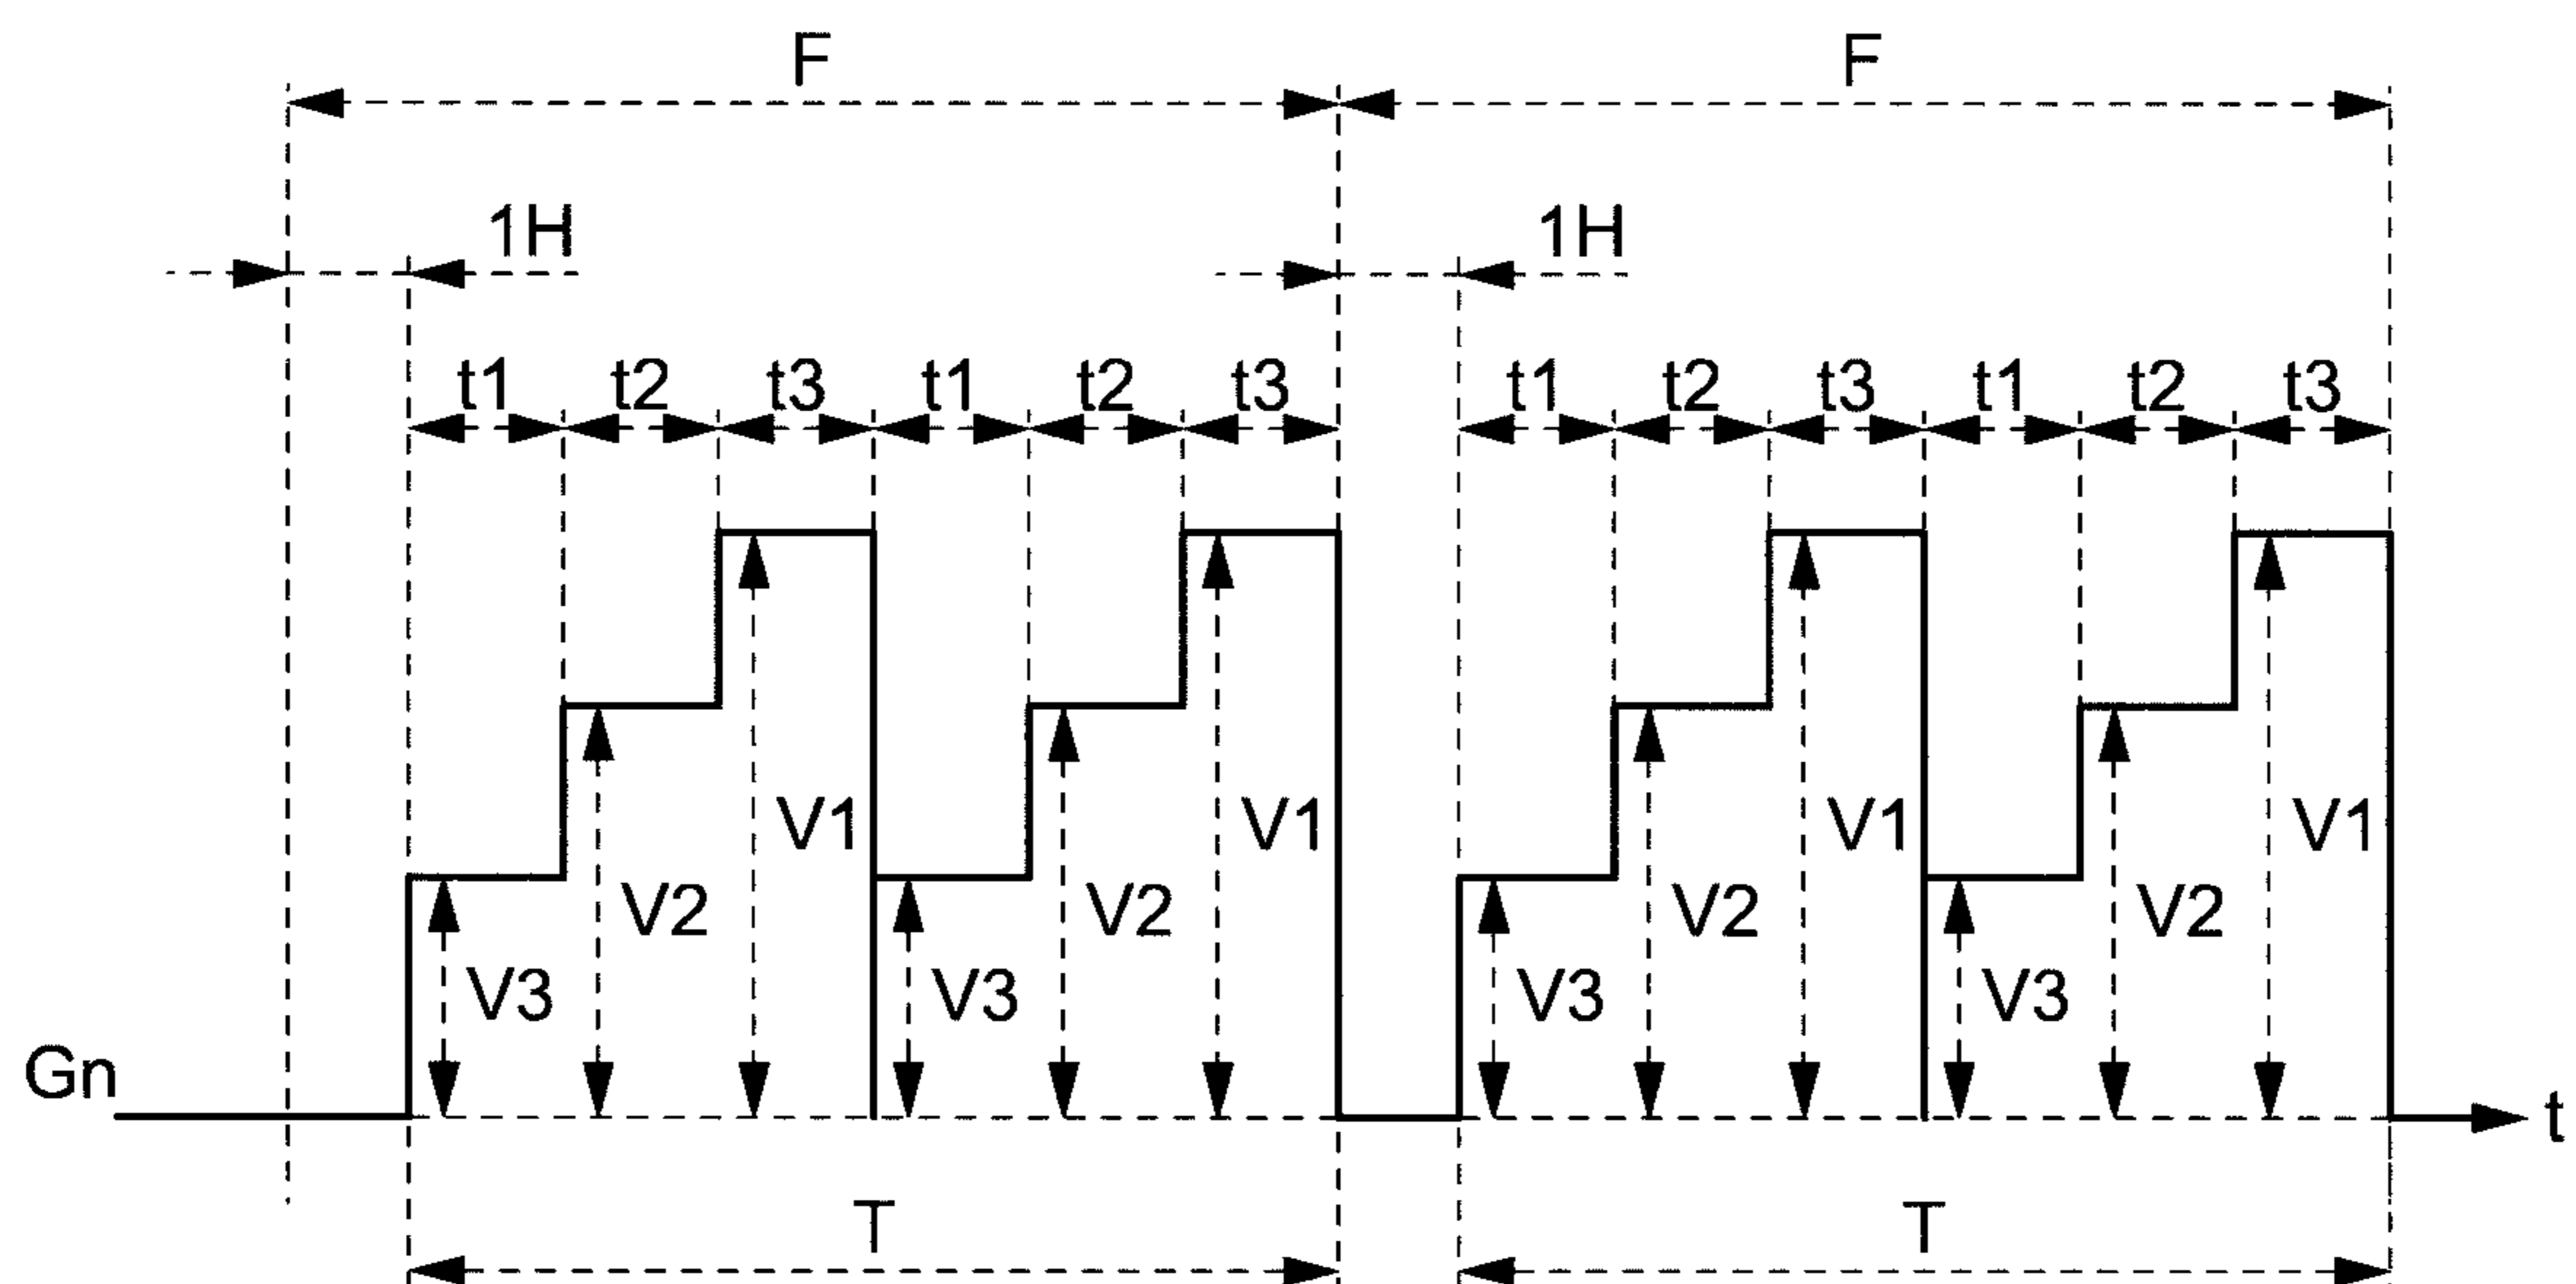 F F
1H 1H
t1 t2 t3 t1 t2 t3 t1 t2 t3 t1 t2 t3
V1 V1 V1 V1
V2 V2 V2 V2
V3 V3 V3 V3
Gn t
T T